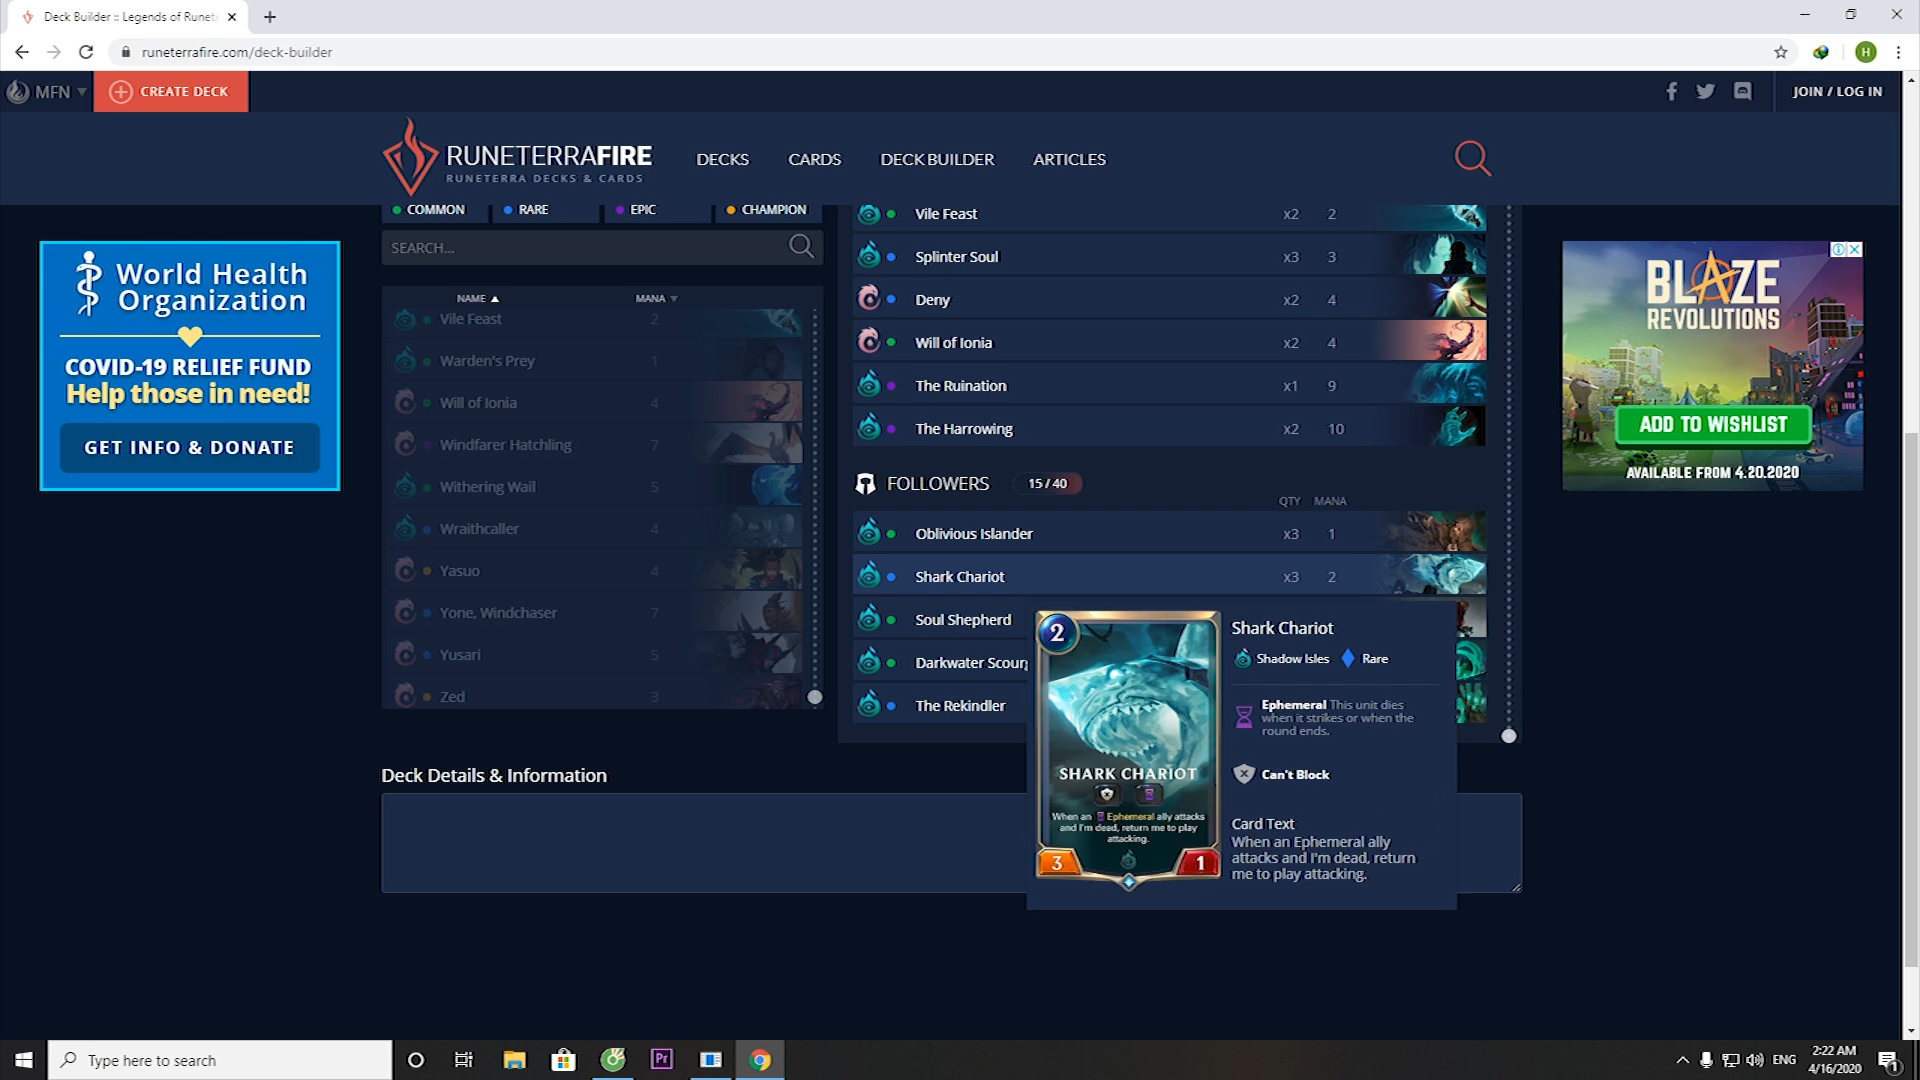 Deck Builder :: Legends of Runet
runeterrafire.com/deck-builder
H
MFN
CREATE DECK
JOIN / LOG IN
RUNETERRAFIRE
RUNETERRA DECKS & CARDS
DECKS
CARDS
DECK BUILDER
ARTICLES
COMMON
RARE
EPIC
CHAMPION
SEARCH...
NAME
MANA
Vile Feast 2
Warden's Prey 1
Will of Ionia 4
Windfarer Hatchling 7
Withering Wail 5
Wraithcaller 4
Yasuo 4
Yone, Windchaser 7
Yusari 5
Zed 3
Vile Feast x2 2
Splinter Soul x3 3
Deny x2 4
Will of Ionia x2 4
The Ruination x1 9
The Harrowing x2 10
FOLLOWERS 15 / 40
QTY MANA
Oblivious Islander x3 1
Shark Chariot x3 2
Soul Shepherd
Darkwater Scourg
The Rekindler
2
SHARK CHARIOT
When an Ephemeral ally attacks
and I'm dead, return me to play
attacking.
3
1
Shark Chariot
Shadow Isles
Rare
Ephemeral This unit dies
when it strikes or when the
round ends.
Can't Block
Card Text
When an Ephemeral ally
attacks and I'm dead, return
me to play attacking.
Deck Details & Information
World Health
Organization
COVID-19 RELIEF FUND
Help those in need!
GET INFO & DONATE
BLAZE
REVOLUTIONS
ADD TO WISHLIST
AVAILABLE FROM 4.20.2020
Type here to search
Pr
ENG
2:22 AM
4/16/2020
1